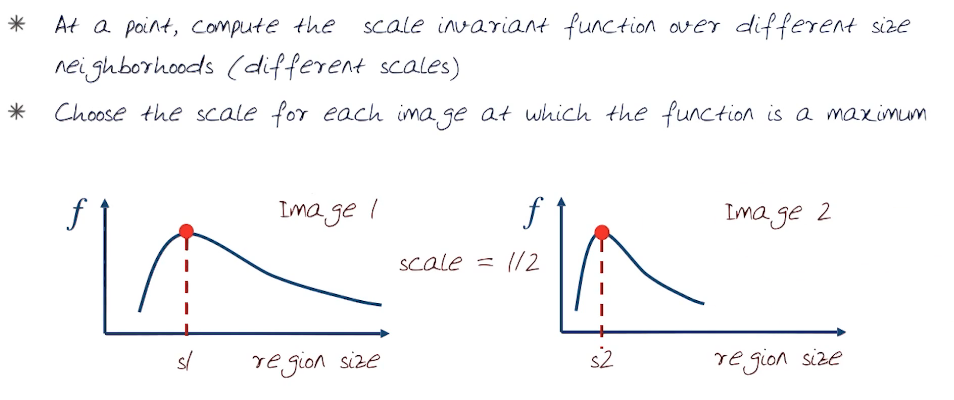 * At a point, compute the scale invariant function over different size
neighborhoods (different scales)
* Choose the scale for each image at which the function is a maximum
f
Image 1
scale = 1/2
f
Image 2
s1
region size
s2
region size